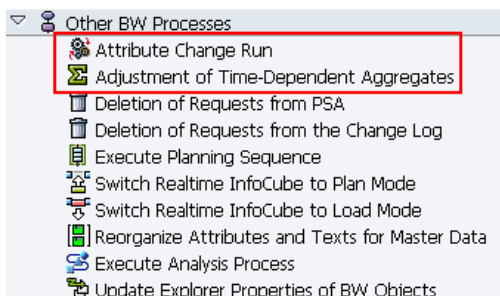 Other BW Processes
Attribute Change Run
Adjustment of Time-Dependent Aggregates
Deletion of Requests from PSA
Deletion of Requests from the Change Log
Execute Planning Sequence
Switch Realtime InfoCube to Plan Mode
Switch Realtime InfoCube to Load Mode
Reorganize Attributes and Texts for Master Data
Execute Analysis Process
Update Explorer Properties of BW Objects